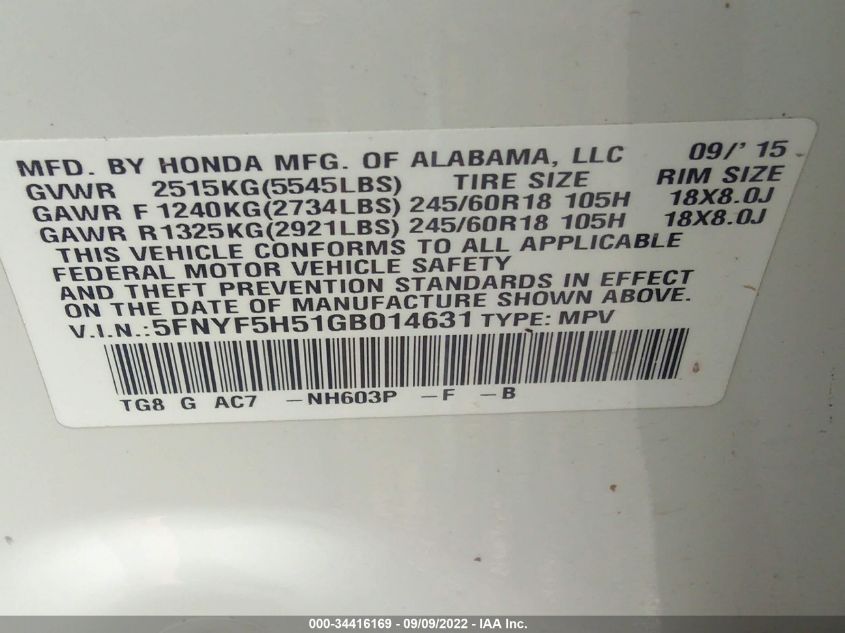 MFD. BY HONDA MFG. OF ALABAMA, LLC 09/' 15
GVWR 2515KG(5545LBS) TIRE SIZE RIM SIZE
GAWR F 1240KG(2734LBS) 245/60R18 105H 18X8.0J
GAWR R1325KG(2921LBS) 245/60R18 105H 18X8.0J
THIS VEHICLE CONFORMS TO ALL APPLICABLE
FEDERAL MOTOR VEHICLE SAFETY
AND THEFT PREVENTION STANDARDS IN EFFECT
ON THE DATE OF MANUFACTURE SHOWN ABOVE.
V.I.N.: 5FNYF5H51GB014631 TYPE: MPV
TG8 G AC7 -NH603P -F -B
000-34416169 - 09/09/2022 - IAA Inc.